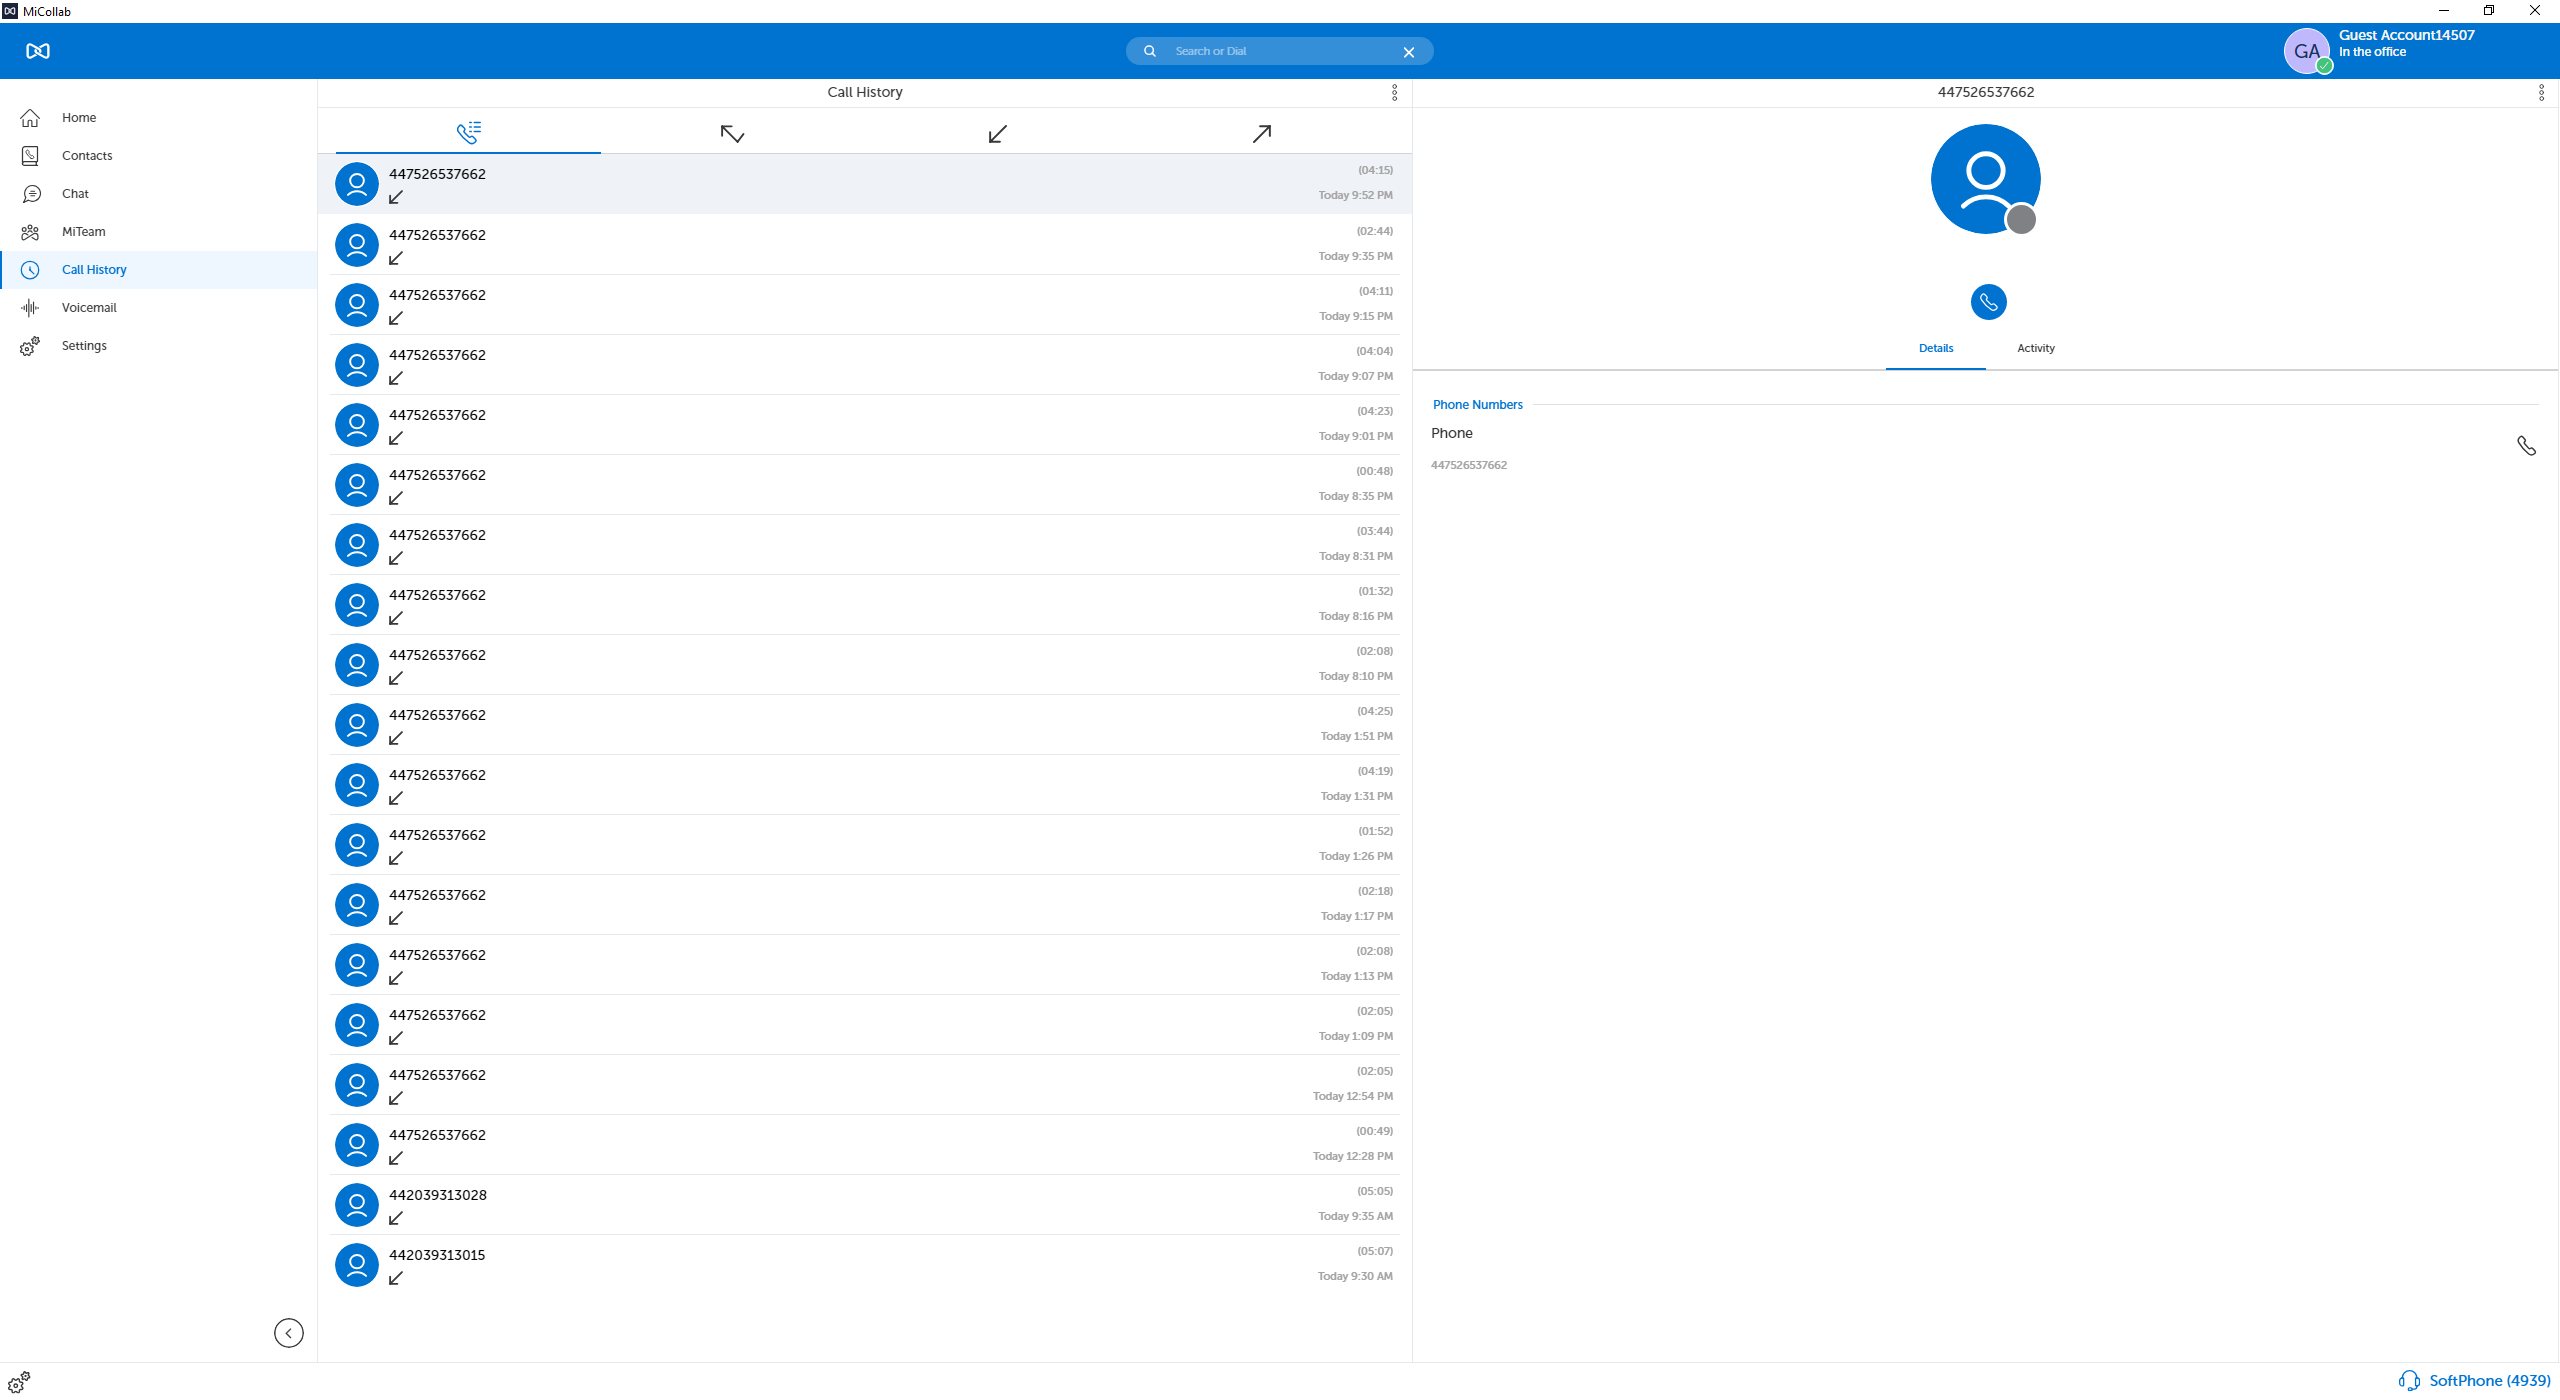 MiCollab
Search or Dial
GA
Guest Account14507
In the office
Home
Contacts
Chat
MiTeam
Call History
Voicemail
Settings
Call History
447526537662
(04:15)
Today 9:52 PM
447526537662
(02:44)
Today 9:35 PM
447526537662
(04:11)
Today 9:15 PM
447526537662
(04:04)
Today 9:07 PM
447526537662
(04:23)
Today 9:01 PM
447526537662
(00:48)
Today 8:35 PM
447526537662
(03:44)
Today 8:31 PM
447526537662
(01:32)
Today 8:16 PM
447526537662
(02:08)
Today 8:10 PM
447526537662
(04:25)
Today 1:51 PM
447526537662
(04:19)
Today 1:31 PM
447526537662
(01:52)
Today 1:26 PM
447526537662
(02:18)
Today 1:17 PM
447526537662
(02:08)
Today 1:13 PM
447526537662
(02:05)
Today 1:09 PM
447526537662
(02:05)
Today 12:54 PM
447526537662
(00:49)
Today 12:28 PM
442039313028
(05:05)
Today 9:35 AM
442039313015
(05:07)
Today 9:30 AM
447526537662
Details
Activity
Phone Numbers
Phone
447526537662
SoftPhone (4939)